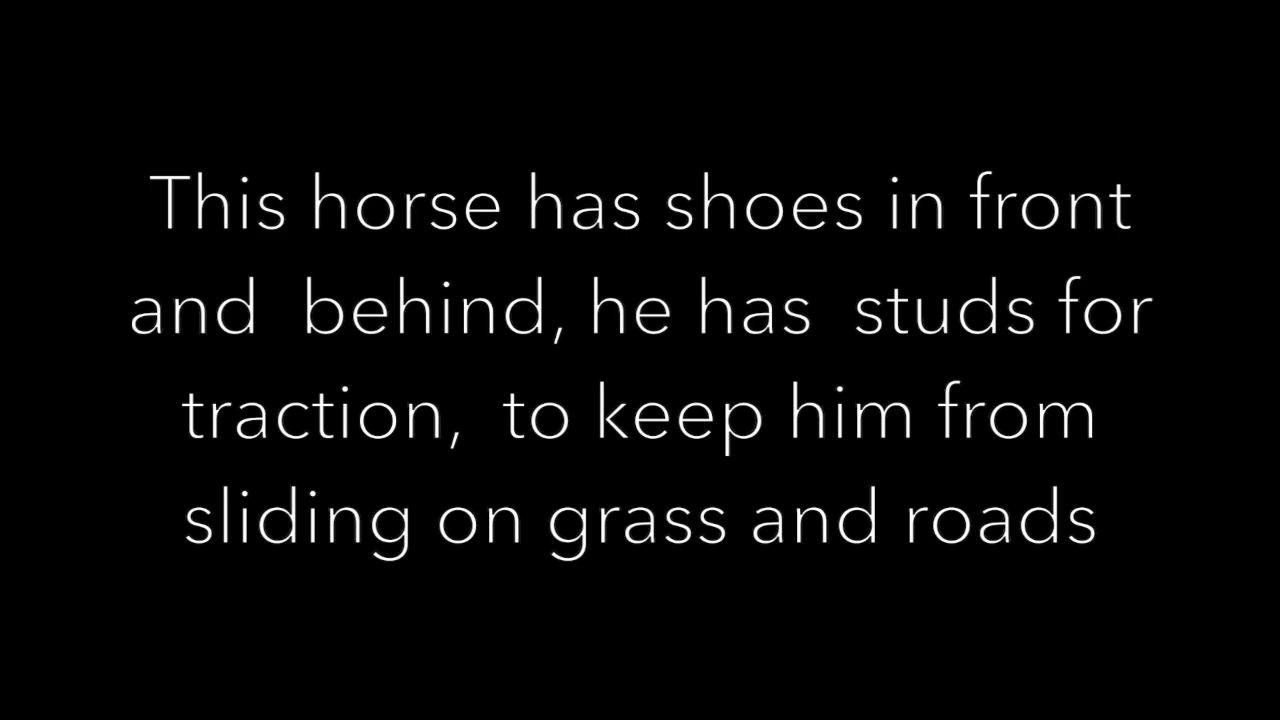 This horse has shoes in front
and  behind, he has  studs for
traction,  to keep him from
sliding on grass and roads